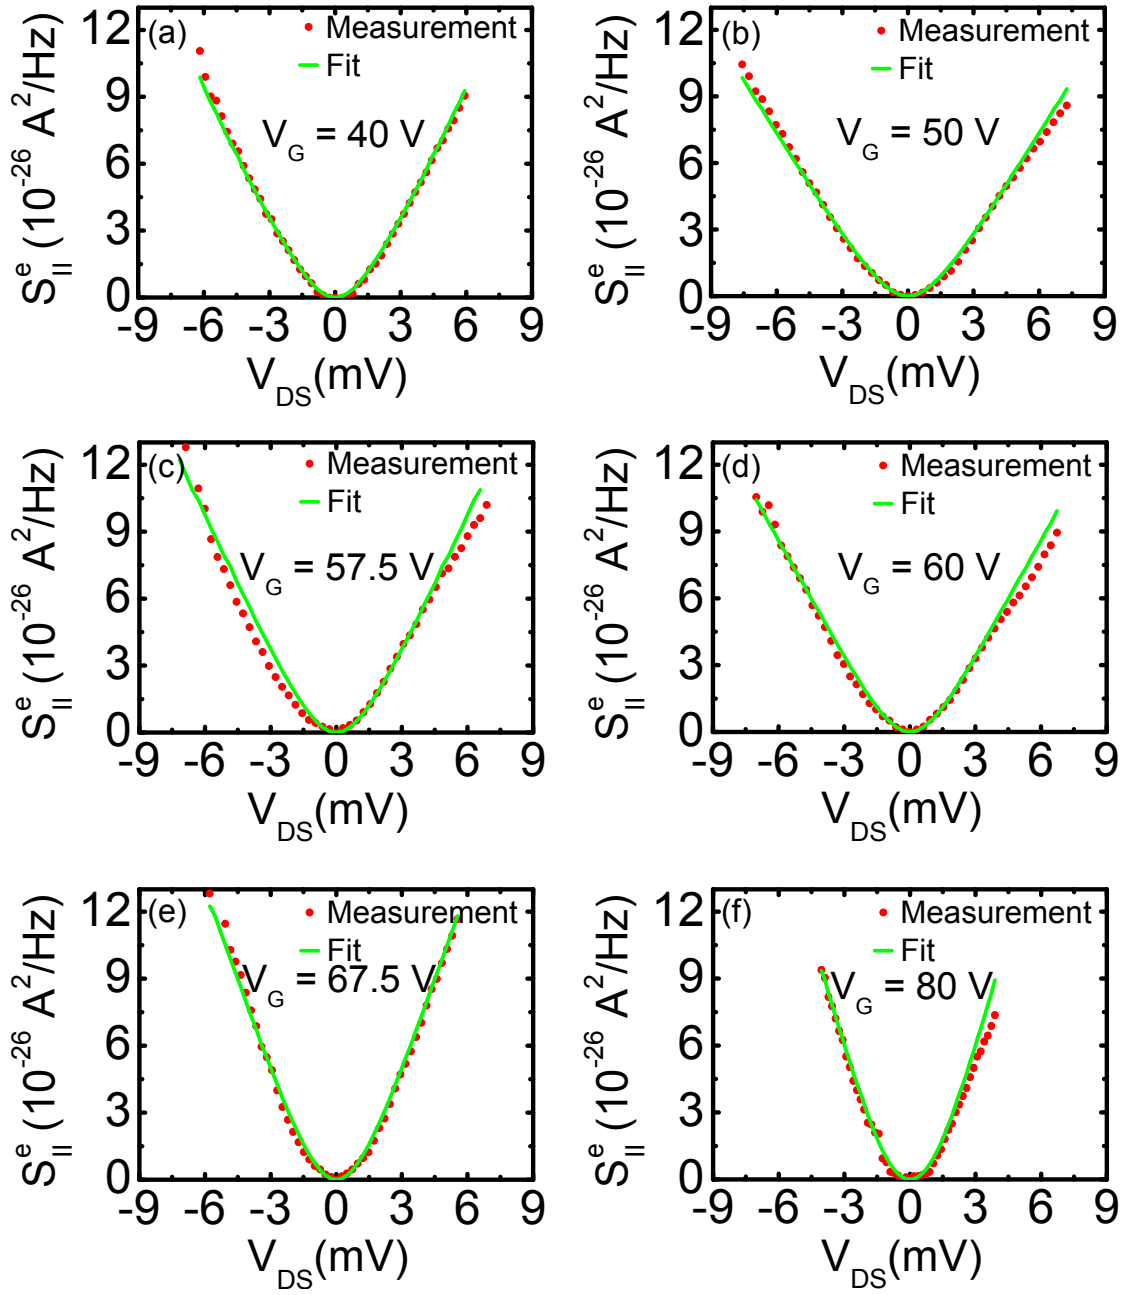 (a)
Measurement
Fit
V_G = 40 V
12
9
6
3
0
-9 -6 -3 0 3 6 9
S_II^e (10^-26 A^2/Hz)
V_DS(mV)
(b)
Measurement
Fit
V_G = 50 V
12
9
6
3
0
-9 -6 -3 0 3 6 9
S_II^e (10^-26 A^2/Hz)
V_DS(mV)
(c)
Measurement
Fit
V_G = 57.5 V
12
9
6
3
0
-9 -6 -3 0 3 6 9
S_II^e (10^-26 A^2/Hz)
V_DS(mV)
(d)
Measurement
Fit
V_G = 60 V
12
9
6
3
0
-9 -6 -3 0 3 6 9
S_II^e (10^-26 A^2/Hz)
V_DS(mV)
(e)
Measurement
Fit
V_G = 67.5 V
12
9
6
3
0
-9 -6 -3 0 3 6 9
S_II^e (10^-26 A^2/Hz)
V_DS(mV)
(f)
Measurement
Fit
V_G = 80 V
12
9
6
3
0
-9 -6 -3 0 3 6 9
S_II^e (10^-26 A^2/Hz)
V_DS(mV)